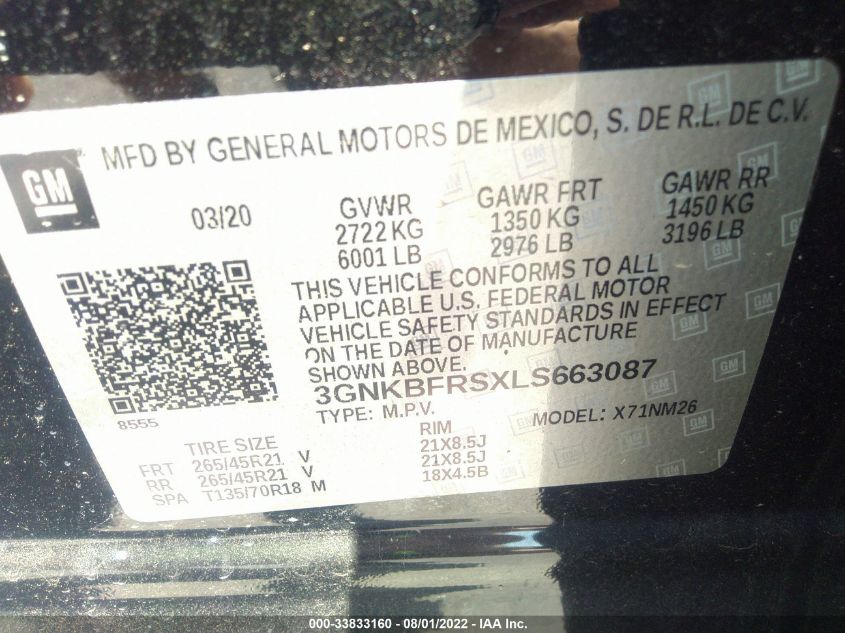 MFD BY GENERAL MOTORS DE MEXICO, S. DE R.L. DE C.V.
GM
03/20
GVWR
2722 KG
6001 LB
GAWR FRT
1350 KG
2976 LB
GAWR RR
1450 KG
3196 LB
THIS VEHICLE CONFORMS TO ALL
APPLICABLE U.S. FEDERAL MOTOR
VEHICLE SAFETY STANDARDS IN EFFECT
ON THE DATE OF MANUFACTURE
SHOWN ABOVE.
3GNKBFRSXLS663087
TYPE: M.P.V. MODEL: X71NM26
8555
TIRE SIZE RIM
FRT 265/45R21 V 21X8.5J
RR 265/45R21 V 21X8.5J
SPA T135/70R18 M 18X4.5B
000-33833160 - 08/01/2022 - IAA Inc.